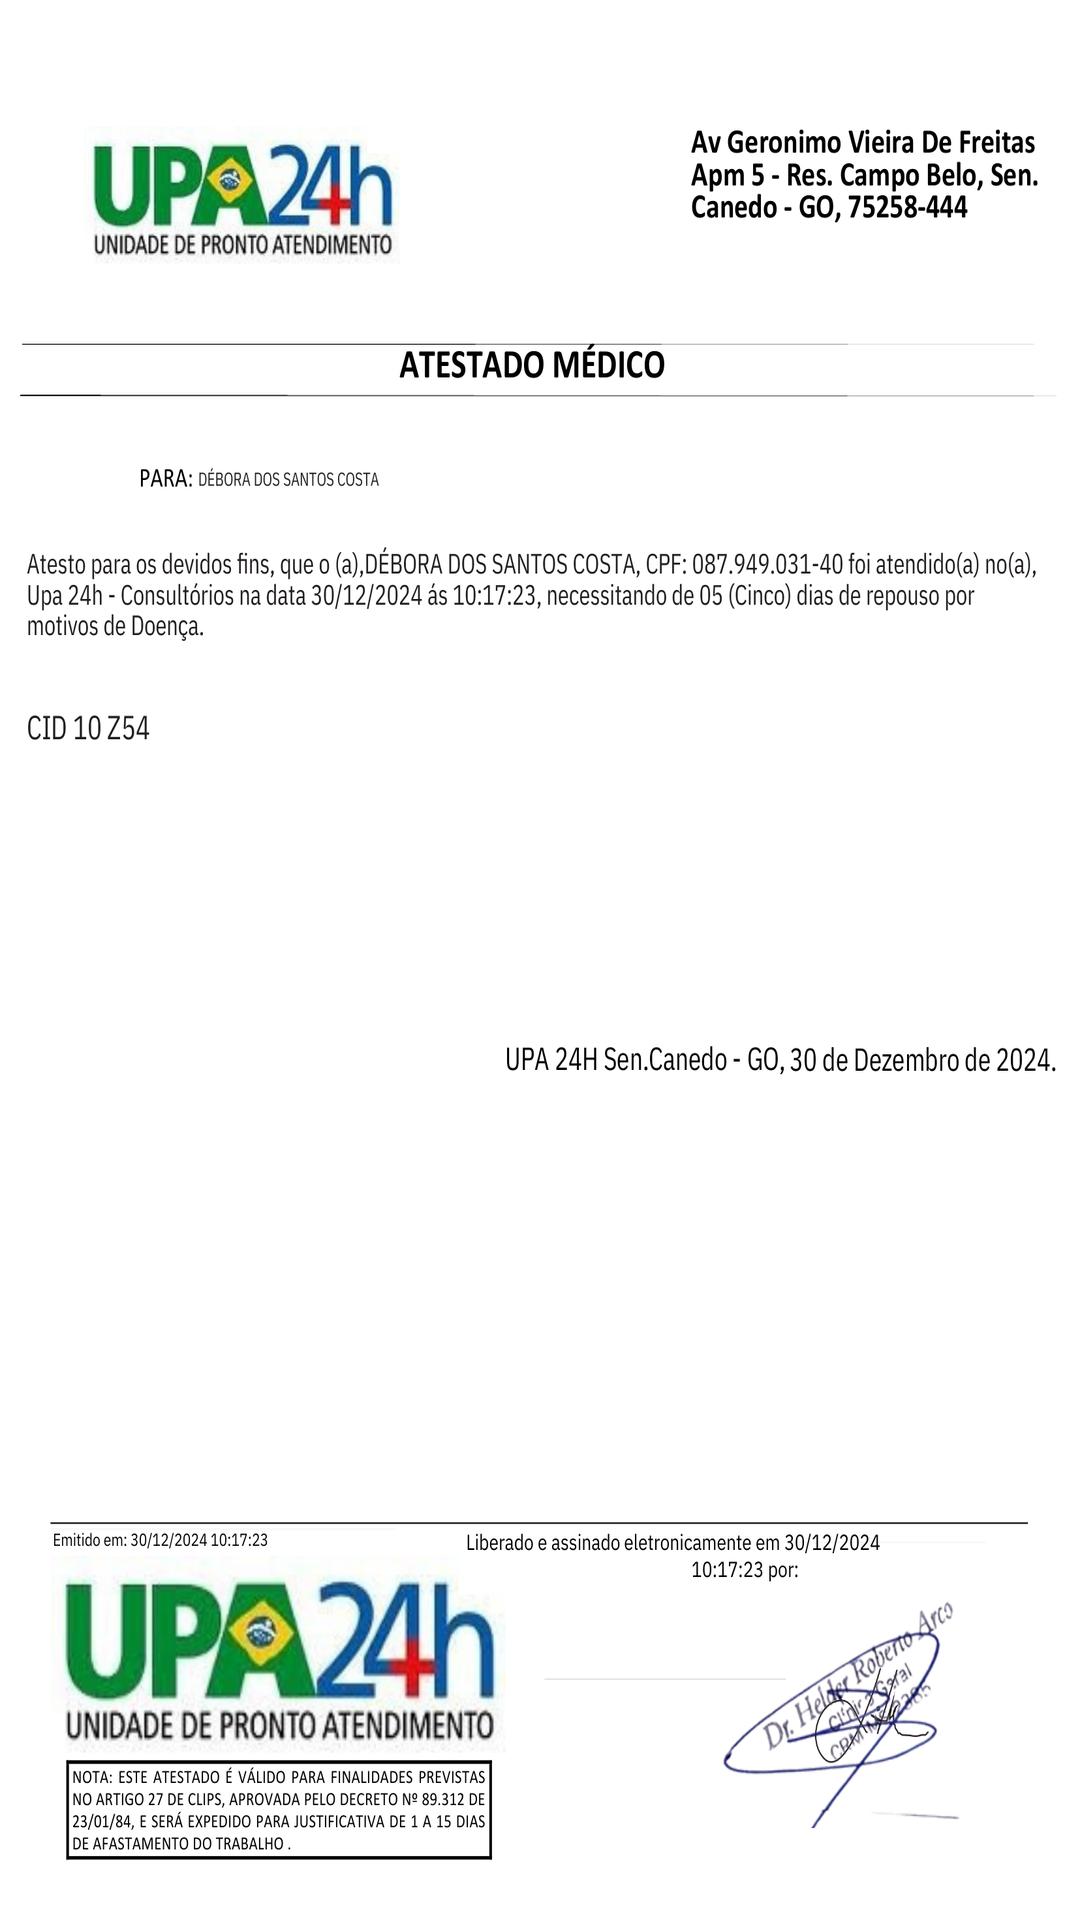 UPA24h
UNIDADE DE PRONTO ATENDIMENTO
Av Geronimo Vieira De Freitas
Apm 5 - Res. Campo Belo, Sen.
Canedo - GO, 75258-444
ATESTADO MÉDICO
PARA: DÉBORA DOS SANTOS COSTA
Atesto para os devidos fins, que o (a),DÉBORA DOS SANTOS COSTA, CPF: 087.949.031-40 foi atendido(a) no(a),
Upa 24h - Consultórios na data 30/12/2024 ás 10:17:23, necessitando de 05 (Cinco) dias de repouso por
motivos de Doença.
CID 10 Z54
UPA 24H Sen.Canedo - GO, 30 de Dezembro de 2024.
Emitido em: 30/12/2024 10:17:23
Liberado e assinado eletronicamente em 30/12/2024
10:17:23 por:
UPA24h
UNIDADE DE PRONTO ATENDIMENTO
Dr. Helder Roberto Arco
Geral
NOTA: ESTE ATESTADO É VÁLIDO PARA FINALIDADES PREVISTAS
NO ARTIGO 27 DE CLIPS, APROVADA PELO DECRETO Nº 89.312 DE
23/01/84, E SERÁ EXPEDIDO PARA JUSTIFICATIVA DE 1 A 15 DIAS
DE AFASTAMENTO DO TRABALHO .